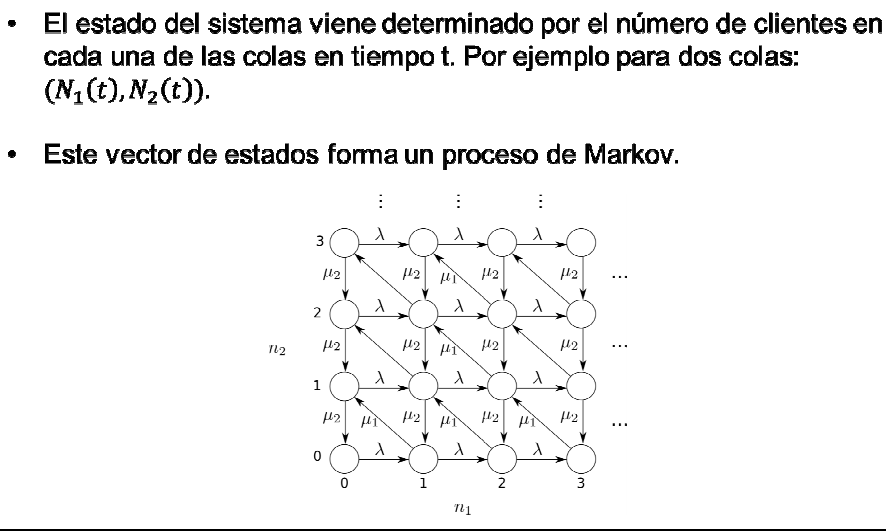 • El estado del sistema viene determinado por el número de clientes en
cada una de las colas en tiempo t. Por ejemplo para dos colas:
(N₁(t), N₂(t)).
• Este vector de estados forma un proceso de Markov.
⋮ ⋮ ⋮
3 λ λ λ
μ₂ μ₂ μ₁ μ₂ μ₂ ...
2 λ λ λ
n₂ μ₂ μ₂ μ₁ μ₂ μ₂ ...
1 λ λ λ
μ₂ μ₁ μ₂ μ₁ μ₂ μ₁ μ₂ ...
0 λ λ λ
0 1 2 3
n₁